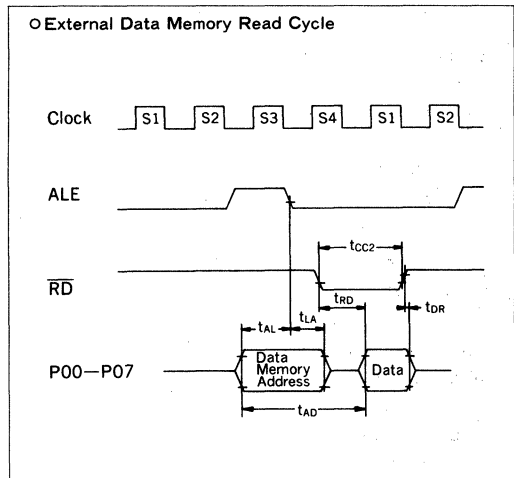 ○ External Data Memory Read Cycle
Clock S1 S2 S3 S4 S1 S2
ALE
tCC2
RD
tRD
tDR
tAL tLA
P00—P07
Data
Memory
Address
Data
tAD